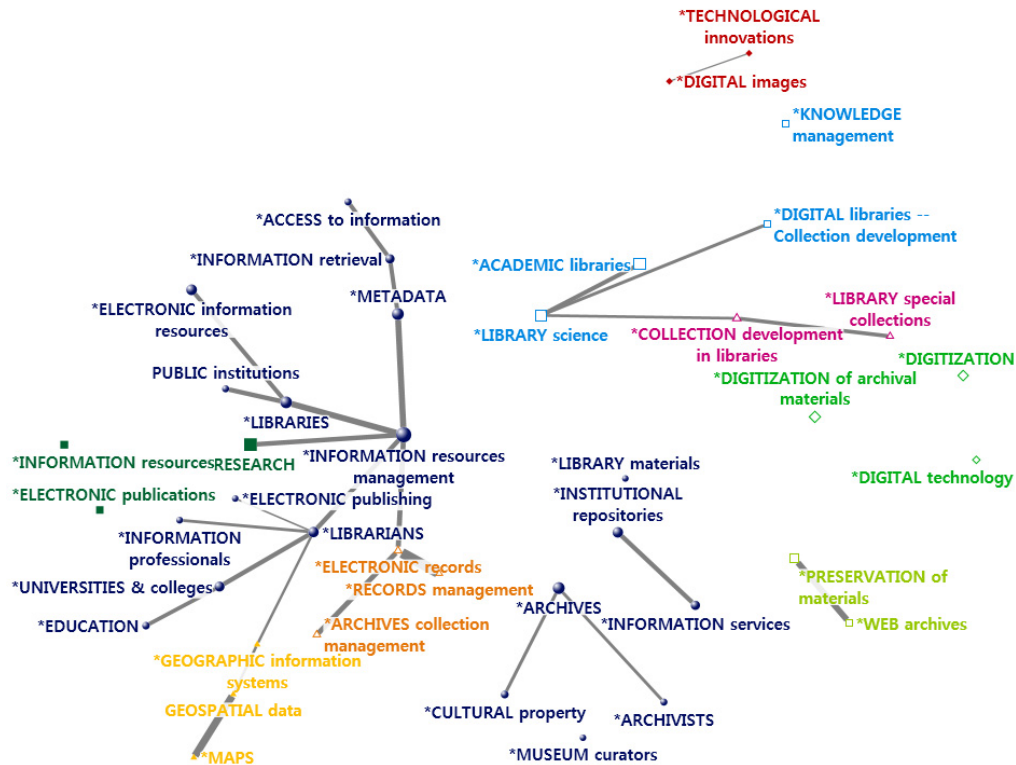 *TECHNOLOGICAL
innovations
*DIGITAL images
*KNOWLEDGE
management
*ACCESS to information
*DIGITAL libraries --
Collection development
*INFORMATION retrieval
*ACADEMIC libraries
*METADATA
*ELECTRONIC information
resources
*LIBRARY special
collections
*LIBRARY science
*COLLECTION development
in libraries
*DIGITIZATION
PUBLIC institutions
*DIGITIZATION of archival
materials
*LIBRARIES
*INFORMATION resources
RESEARCH
*INFORMATION resources
management
*LIBRARY materials
*DIGITAL technology
*ELECTRONIC publications
*ELECTRONIC publishing
*INSTITUTIONAL
repositories
*INFORMATION
professionals
*LIBRARIANS
*ELECTRONIC records
*RECORDS management
*UNIVERSITIES & colleges
*PRESERVATION of
materials
*ARCHIVES
*EDUCATION
*ARCHIVES collection
management
*INFORMATION services
*WEB archives
*GEOGRAPHIC information
systems
GEOSPATIAL data
*CULTURAL property
*ARCHIVISTS
*MAPS
*MUSEUM curators